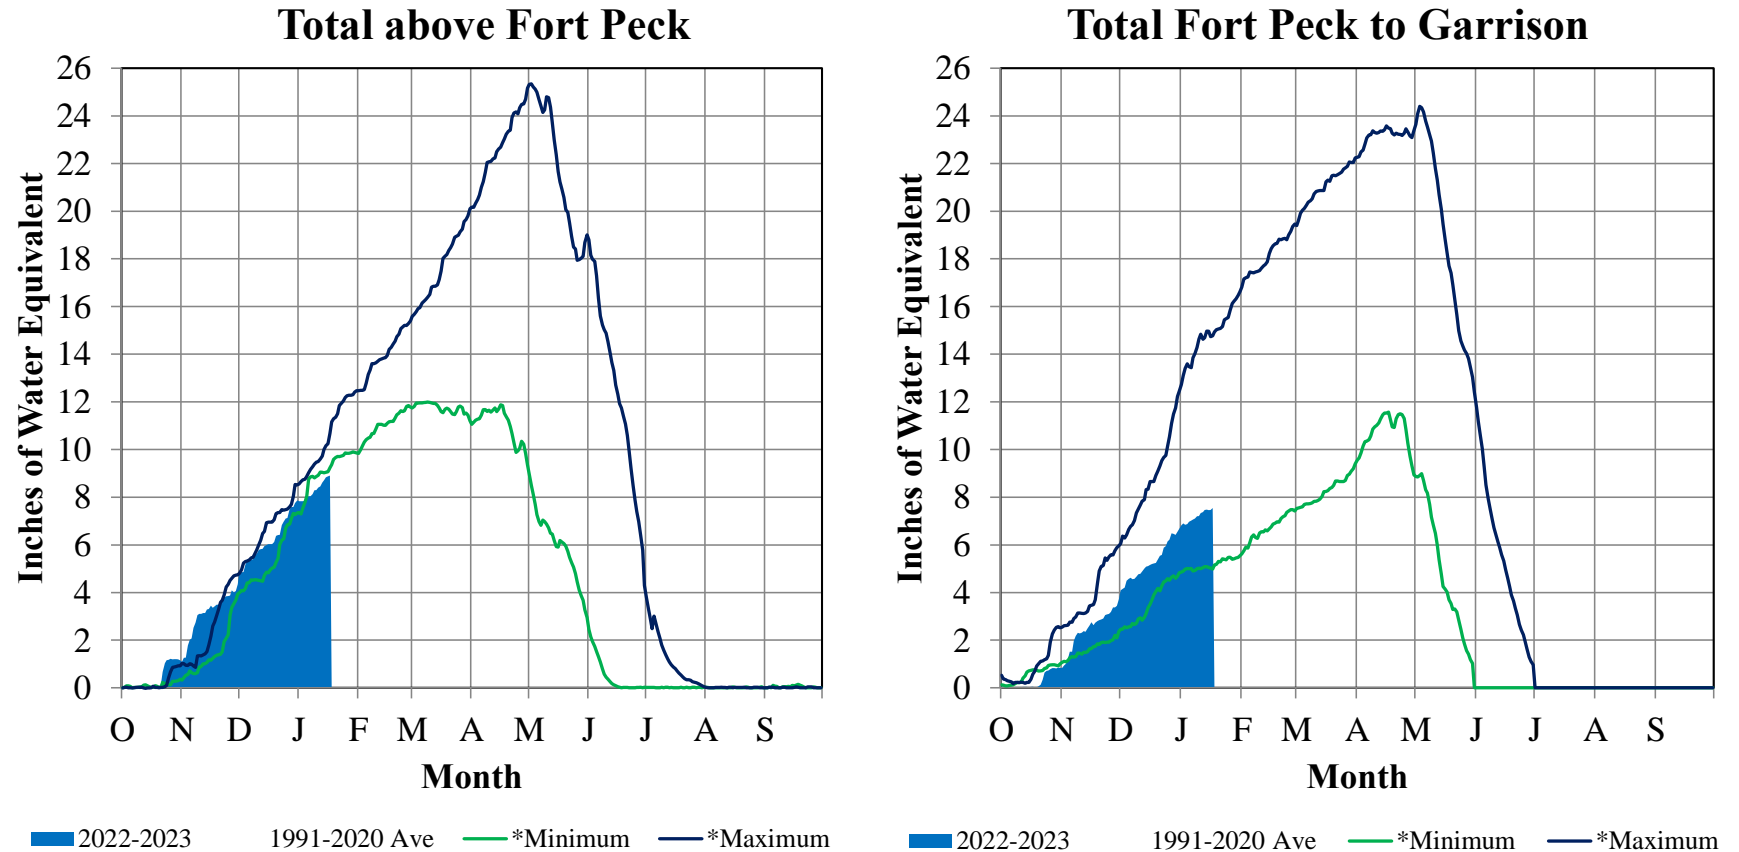 Total above Fort Peck
26
24
22
20
18
16
14
12
10
8
6
4
2
0
Inches of Water Equivalent
O N D J F M A M J J A S
Month
2022-2023 1991-2020 Ave *Minimum *Maximum
Total Fort Peck to Garrison
26
24
22
20
18
16
14
12
10
8
6
4
2
0
Inches of Water Equivalent
O N D J F M A M J J A S
Month
2022-2023 1991-2020 Ave *Minimum *Maximum